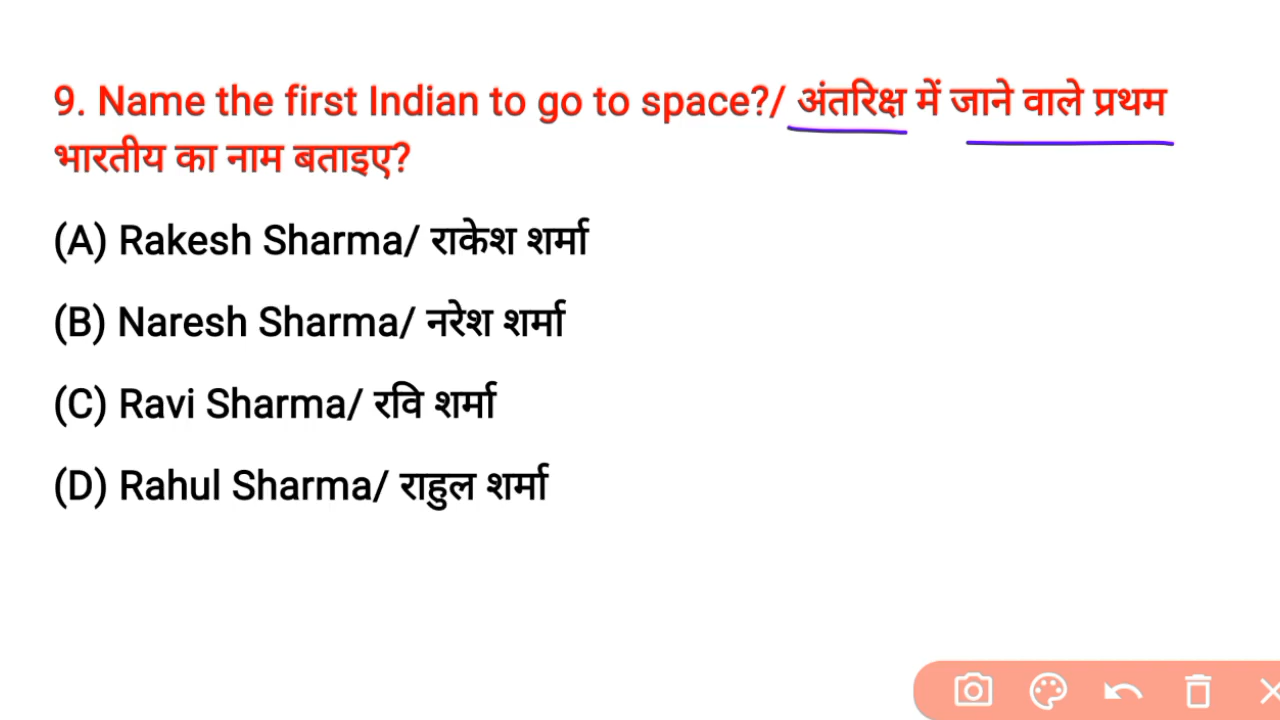 9. Name the first Indian to go to space?/ अंतरिक्ष में जाने वाले प्रथम
भारतीय का नाम बताइए?
(A) Rakesh Sharma/ राकेश शर्मा
(B) Naresh Sharma/ नरेश शर्मा
(C) Ravi Sharma/ रवि शर्मा
(D) Rahul Sharma/ राहुल शर्मा